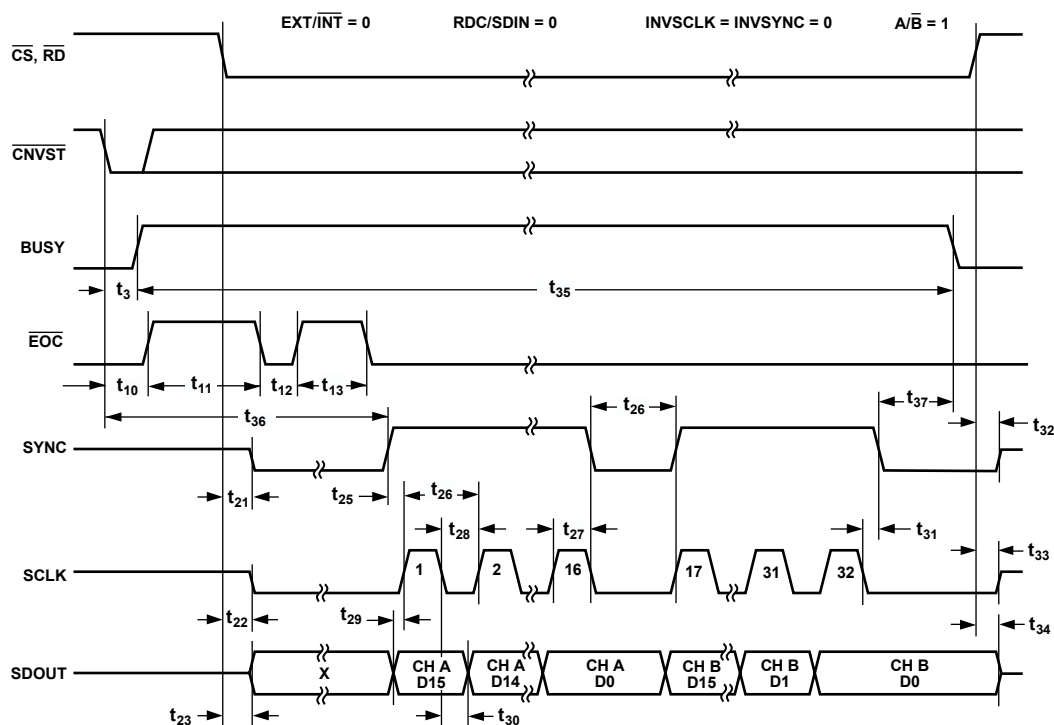 EXT/INT = 0 RDC/SDIN = 0 INVSCLK = INVSYNC = 0 A/B = 1
CS, RD
CNVST
BUSY
t3 t35
EOC
t10 t11 t12 t13
t36 t26 t37
SYNC t32
t21 t25 t26
t28 t27 t31
t33
SCLK 1 2 16 17 31 32
t22 t29 t34
SDOUT X CH A D15 CH A D14 CH A D0 CH B D15 CH B D1 CH B D0
t23 t30